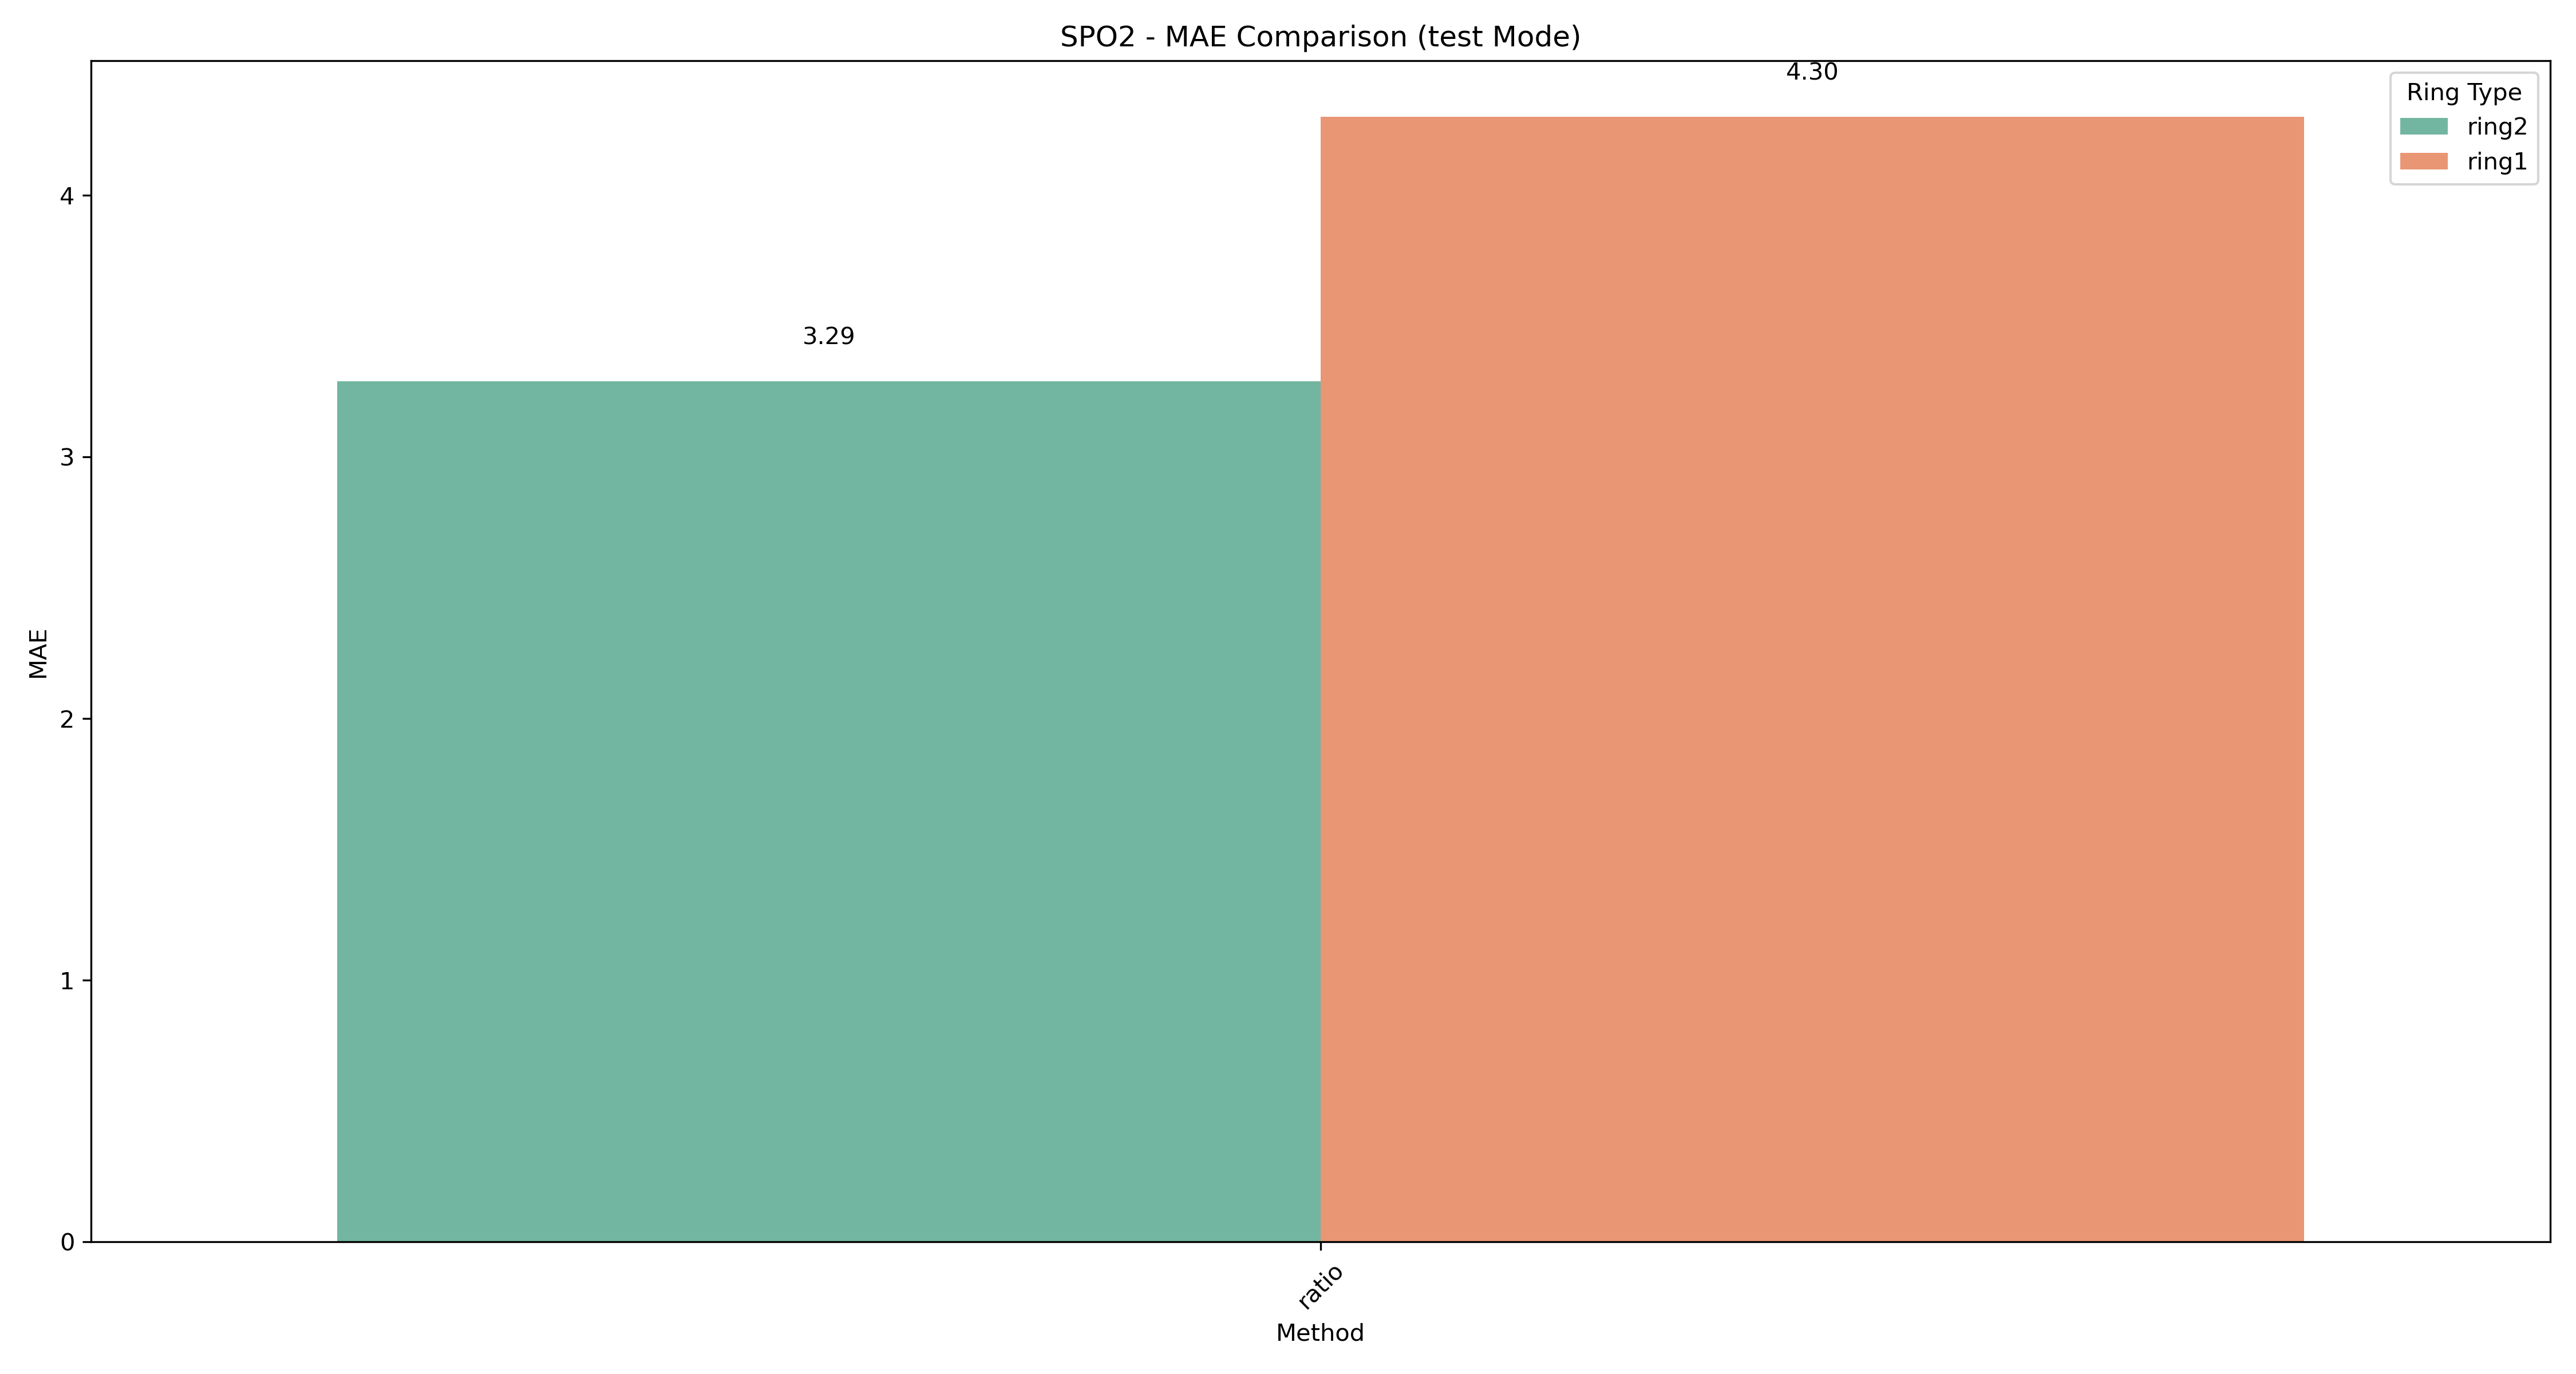 SPO2 - MAE Comparison (test Mode)
4.30
Ring Type
ring2
ring1
4
3.29
3
MAE
2
1
0
ratio
Method